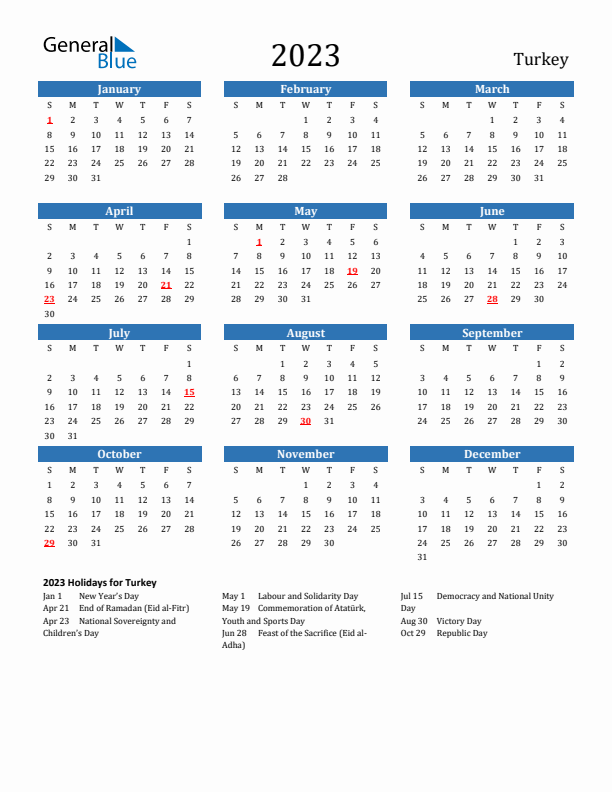 General
Blue
2023
Turkey
January
S M T W T F S
1 2 3 4 5 6 7
8 9 10 11 12 13 14
15 16 17 18 19 20 21
22 23 24 25 26 27 28
29 30 31
February
S M T W T F S
1 2 3 4
5 6 7 8 9 10 11
12 13 14 15 16 17 18
19 20 21 22 23 24 25
26 27 28
March
S M T W T F S
1 2 3 4
5 6 7 8 9 10 11
12 13 14 15 16 17 18
19 20 21 22 23 24 25
26 27 28 29 30 31
April
S M T W T F S
1
2 3 4 5 6 7 8
9 10 11 12 13 14 15
16 17 18 19 20 21 22
23 24 25 26 27 28 29
30
May
S M T W T F S
1 2 3 4 5 6
7 8 9 10 11 12 13
14 15 16 17 18 19 20
21 22 23 24 25 26 27
28 29 30 31
June
S M T W T F S
1 2 3
4 5 6 7 8 9 10
11 12 13 14 15 16 17
18 19 20 21 22 23 24
25 26 27 28 29 30
July
S M T W T F S
1
2 3 4 5 6 7 8
9 10 11 12 13 14 15
16 17 18 19 20 21 22
23 24 25 26 27 28 29
30 31
August
S M T W T F S
1 2 3 4 5
6 7 8 9 10 11 12
13 14 15 16 17 18 19
20 21 22 23 24 25 26
27 28 29 30 31
September
S M T W T F S
1 2
3 4 5 6 7 8 9
10 11 12 13 14 15 16
17 18 19 20 21 22 23
24 25 26 27 28 29 30
October
S M T W T F S
1 2 3 4 5 6 7
8 9 10 11 12 13 14
15 16 17 18 19 20 21
22 23 24 25 26 27 28
29 30 31
November
S M T W T F S
1 2 3 4
5 6 7 8 9 10 11
12 13 14 15 16 17 18
19 20 21 22 23 24 25
26 27 28 29 30
December
S M T W T F S
1 2
3 4 5 6 7 8 9
10 11 12 13 14 15 16
17 18 19 20 21 22 23
24 25 26 27 28 29 30
31
2023 Holidays for Turkey
Jan 1 New Year's Day
Apr 21 End of Ramadan (Eid al-Fitr)
Apr 23 National Sovereignty and
Children's Day
May 1 Labour and Solidarity Day
May 19 Commemoration of Atatürk,
Youth and Sports Day
Jun 28 Feast of the Sacrifice (Eid al-
Adha)
Jul 15 Democracy and National Unity
Day
Aug 30 Victory Day
Oct 29 Republic Day